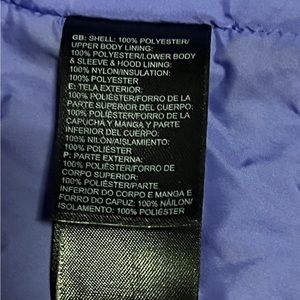 GB: SHELL: 100% POLYESTER/
UPPER BODY LINING:
100% POLYESTER/LOWER BODY
& SLEEVE & HOOD LINING:
100% NYLON/INSULATION:
100% POLYESTER
E: TELA EXTERIOR:
100% POLIÉSTER/FORRO DE LA
PARTE SUPERIOR DEL CUERPO:
100% POLIÉSTER/FORRO DE LA
CAPUCHA Y MANGA Y PARTE
INFERIOR DEL CUERPO:
100% NILÓN/AISLAMIENTO:
100% POLIÉSTER
P: PARTE EXTERNA:
100% POLIÉSTER/FORRO DE
CORPO SUPERIOR:
100% POLIÉSTER/PARTE
INFERIOR DO CORPO E MANGA E
FORRO DO CAPUZ: 100% NÁILON/
ISOLAMENTO: 100% POLIÉSTER